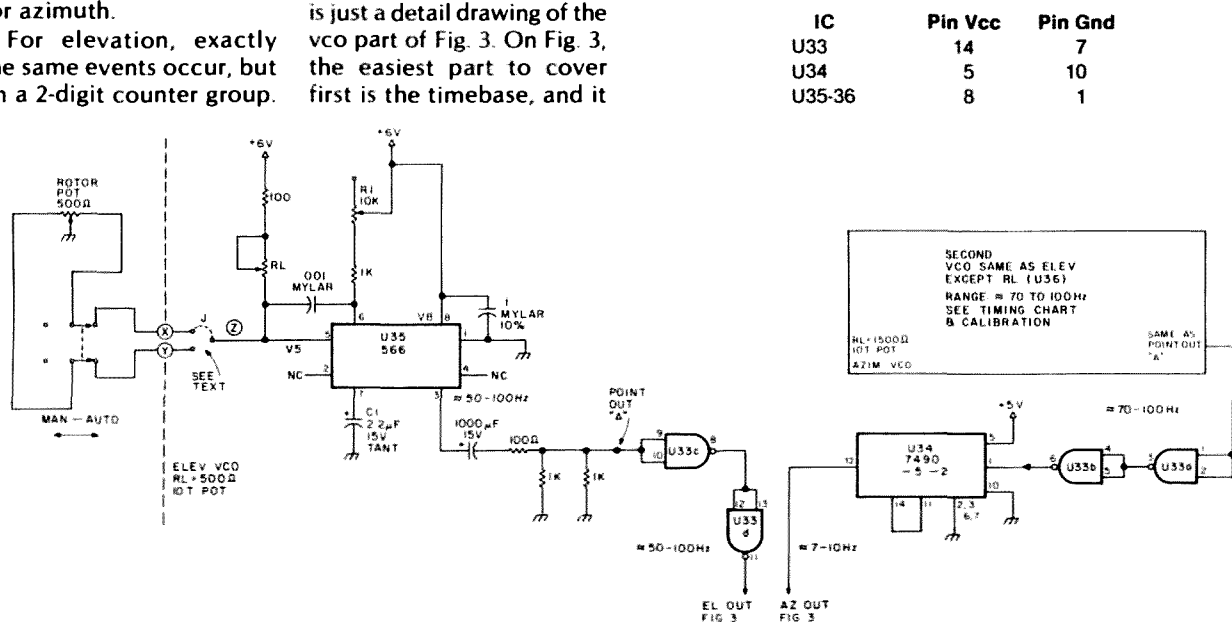 or azimuth.
For elevation, exactly
ne same events occur, but
n a 2-digit counter group.
is just a detail drawing of the
vco part of Fig. 3. On Fig. 3,
the easiest part to cover
first is the timebase, and it
IC Pin Vcc Pin Gnd
U33 14 7
U34 5 10
U35-36 8 1
+6V
+6V
ROTOR
POT
500Ω
100
R1
10K
RL
.001
MYLAR
1K
6
V8 8
1
MYLAR
10%
X
J
Z
Y
SEE
TEXT
5
V5
U35
566
1
NC 2
4 NC
7
3
≈50-100Hz
MAN - AUTO
C1
2.2µF
15V
TANT
1000µF
15V
100Ω
POINT
OUT
"A"
9
10
U33c
8
1K
1K
ELEV VCO
RL=500Ω
10T POT
12 13
U33
d
11
≈50-100Hz
EL OUT
FIG 3
SECOND
VCO SAME AS ELEV
EXCEPT RL (U36)
RANGE ≈ 70 TO 100Hz
SEE TIMING CHART
& CALIBRATION
RL=1500Ω
10T POT
AZIM VCO
SAME AS
POINT OUT
"A"
+5V
≈70-100Hz
U34
7490
÷5 ÷2
12
5
1
10
14 11
2,3
6,7
6
U33b
4
5
3
U33a
1
2
≈7-10Hz
AZ OUT
FIG 3